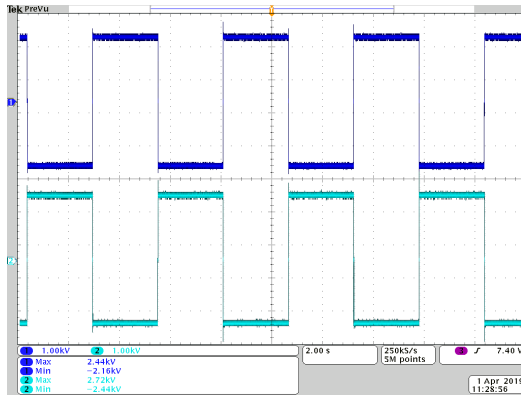 Tek PreVu
1
2
1 1.00kV 2 1.00kV 2.00 s 250kS/s 5M points 3 7.40 V
1 Max 2.44kV
1 Min −2.16kV
2 Max 2.72kV
2 Min −2.44kV
1 Apr 2019
11:28:56